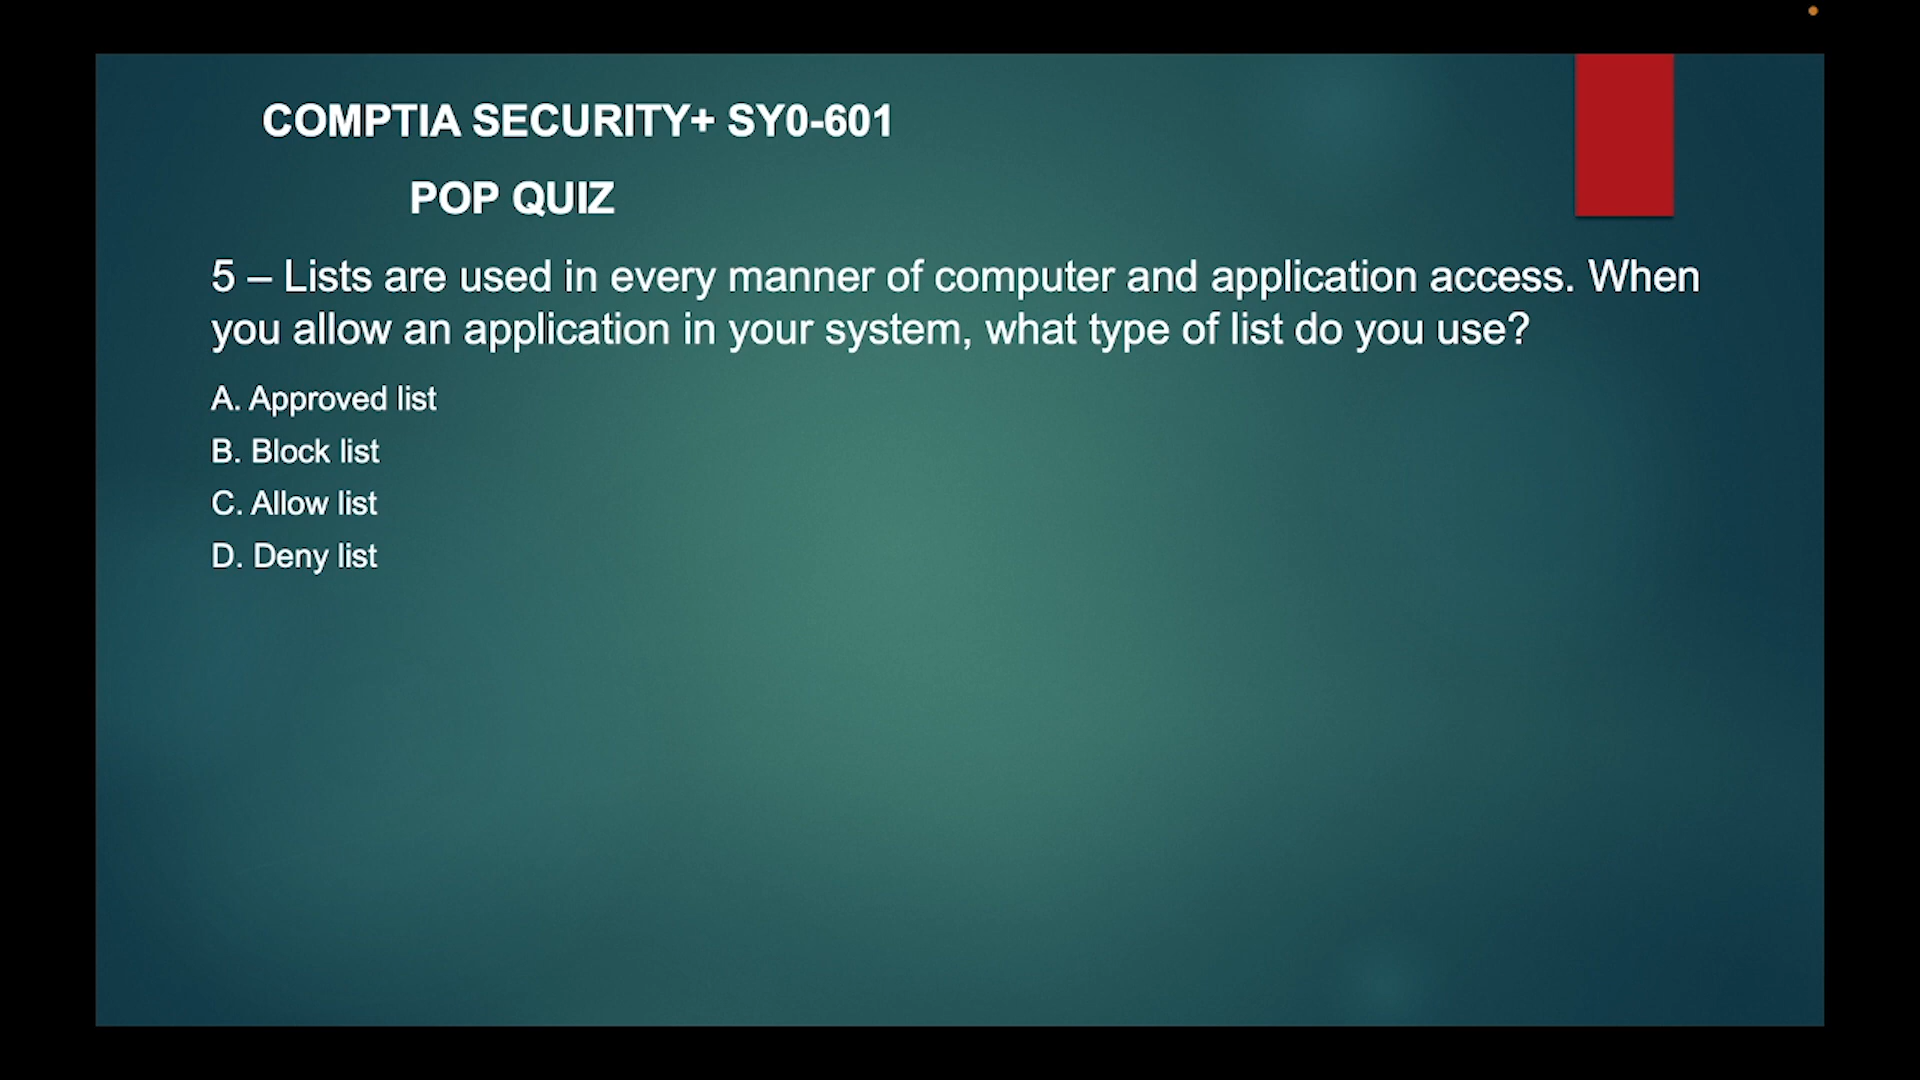 COMPTIA SECURITY+ SY0-601
POP QUIZ
5 – Lists are used in every manner of computer and application access. When
you allow an application in your system, what type of list do you use?
A. Approved list
B. Block list
C. Allow list
D. Deny list